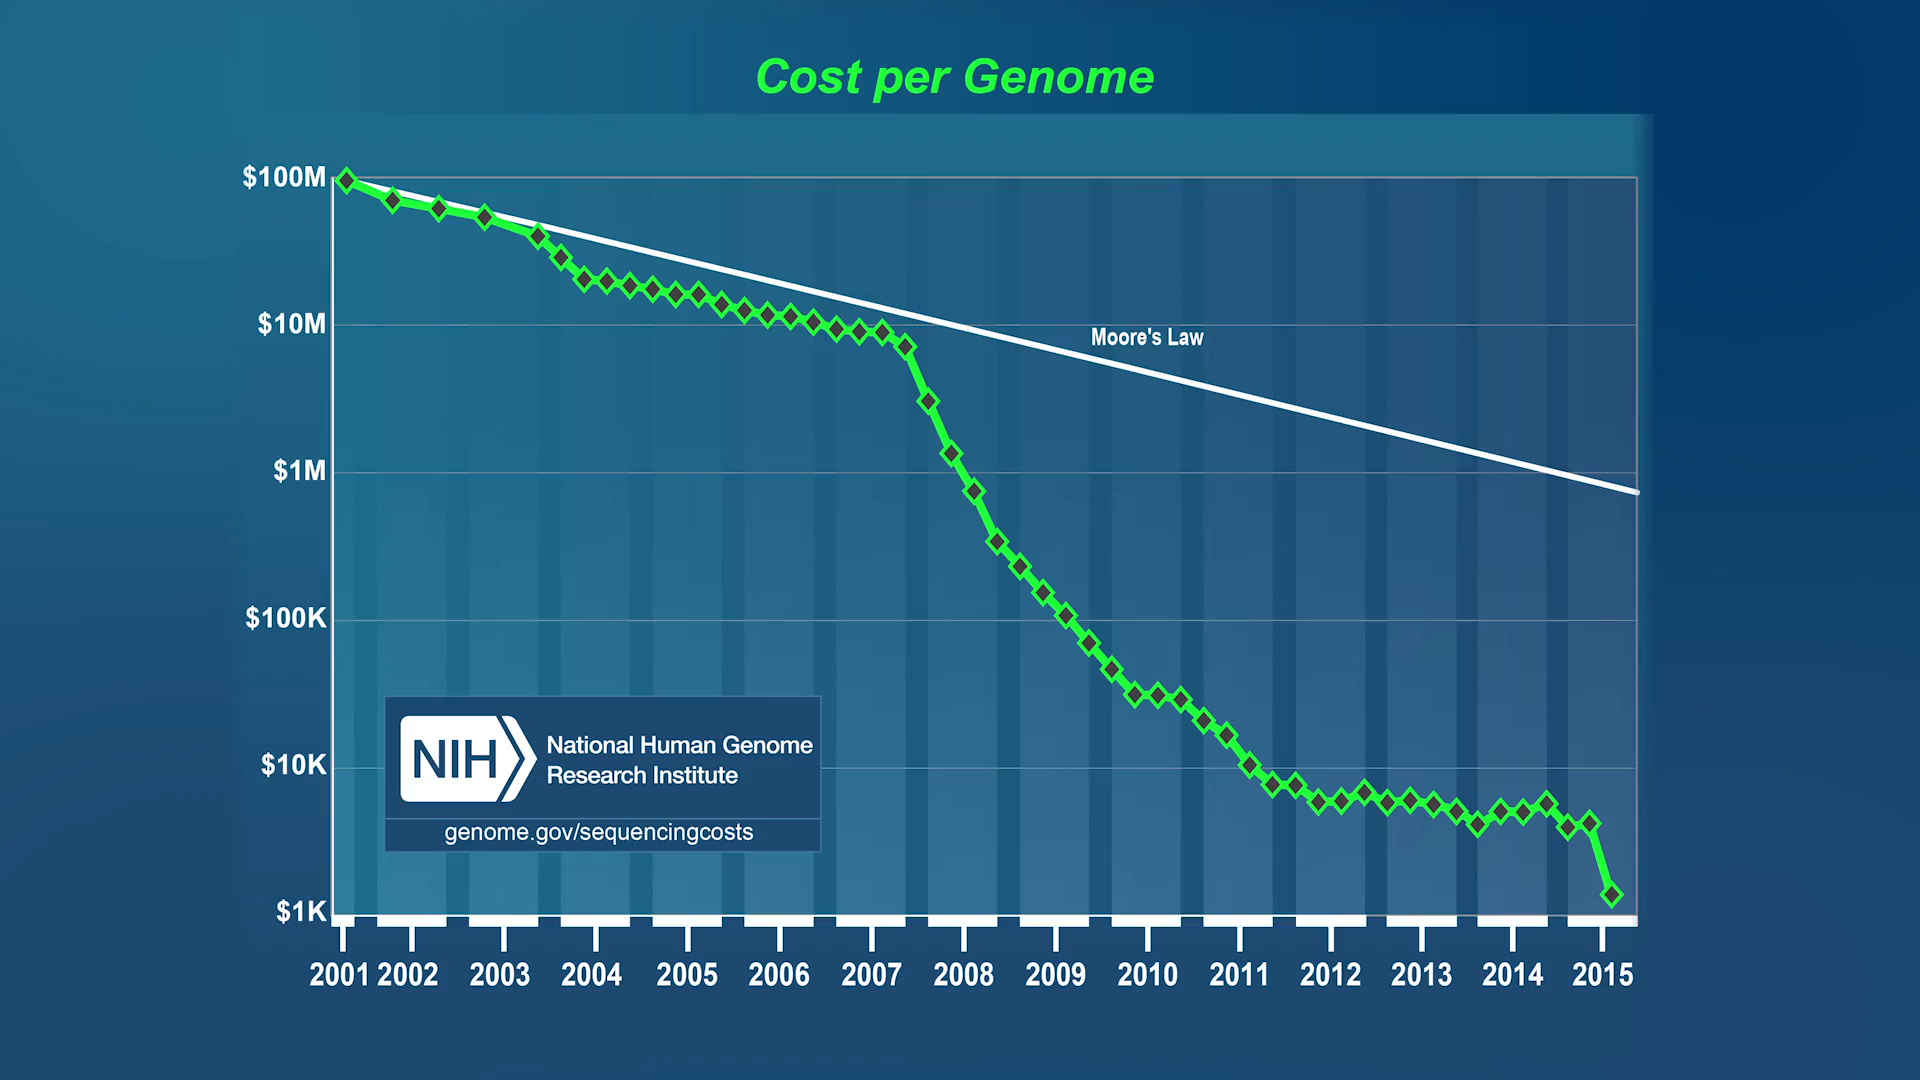 Cost per Genome
$100M
$10M
Moore's Law
$1M
$100K
$10K
$1K
NIH
National Human Genome
Research Institute
genome.gov/sequencingcosts
2001 2002 2003 2004 2005 2006 2007 2008 2009 2010 2011 2012 2013 2014 2015